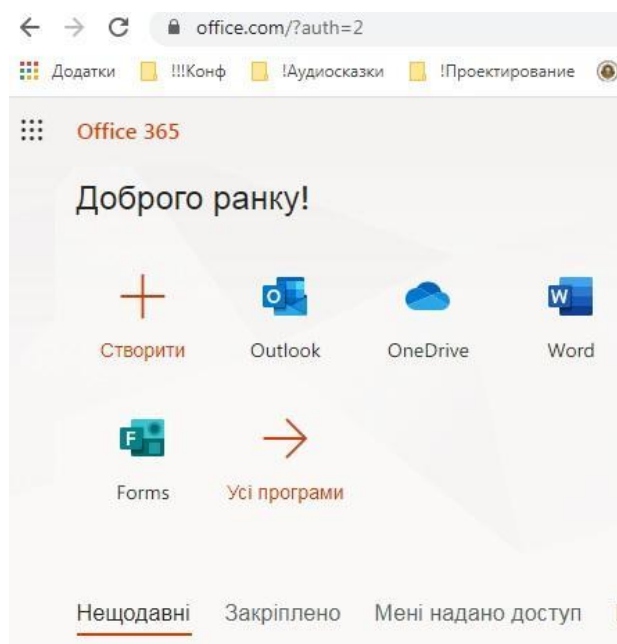 office.com/?auth=2
Додатки !!!Конф !Аудиосказки !Проектирование
Office 365
Доброго ранку!
Створити Outlook OneDrive Word
Forms Усі програми
Нещодавні Закріплено Мені надано доступ